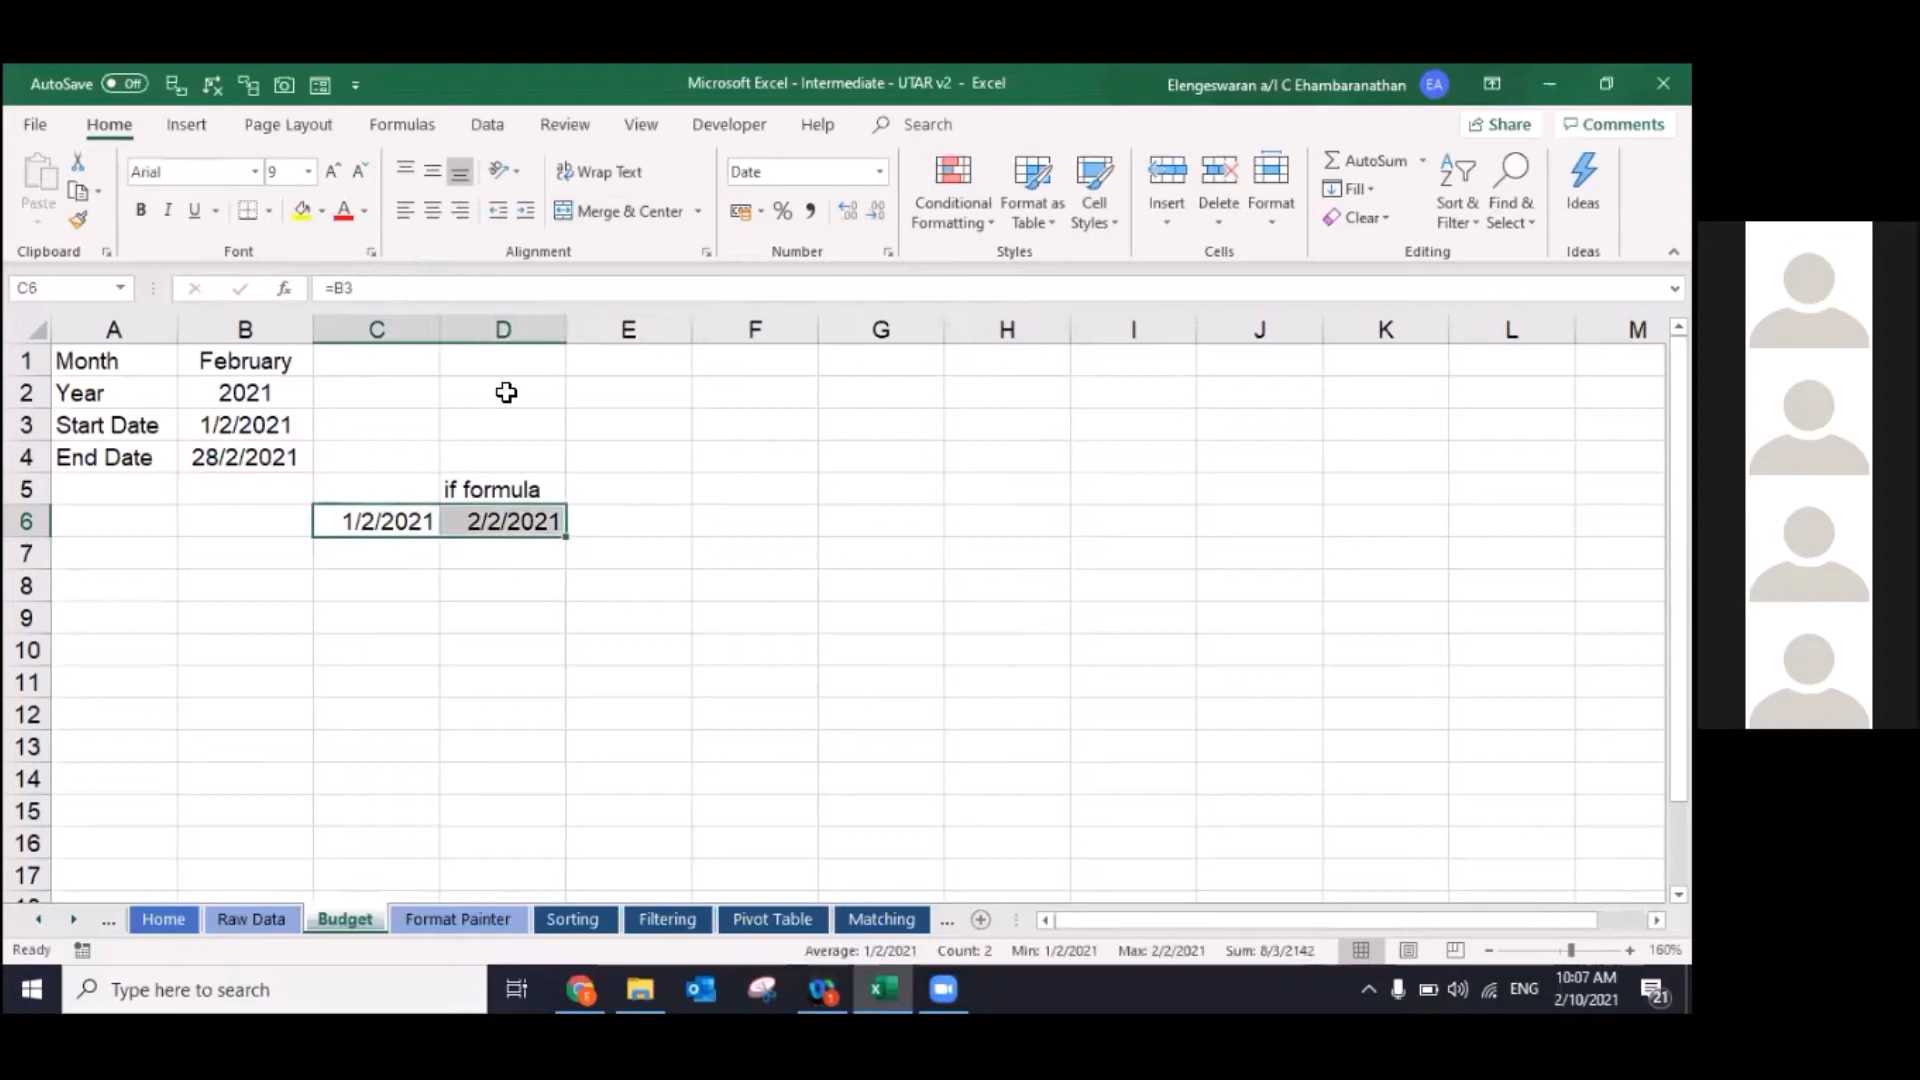 AutoSave Off Microsoft Excel - Intermediate - UTAR v2 - Excel Elengeswaran a/l C Ehambaranathan EA
File Home Insert Page Layout Formulas Data Review View Developer Help Search Share Comments
Paste Arial 9 Wrap Text Date Conditional Formatting Format as Table Cell Styles Insert Delete Format AutoSum Sort & Filter Find & Select Ideas
B I U Merge & Center % Fill
Clear
Clipboard Font Alignment Number Styles Cells Editing Ideas
C6 fx =B3
A B C D E F G H I J K L M
1 Month February
2 Year 2021
3 Start Date 1/2/2021
4 End Date 28/2/2021
5 if formula
6 1/2/2021 2/2/2021
7
8
9
10
11
12
13
14
15
16
17
... Home Raw Data Budget Format Painter Sorting Filtering Pivot Table Matching ...
Ready Average: 1/2/2021 Count: 2 Min: 1/2/2021 Max: 2/2/2021 Sum: 8/3/2142 160%
Type here to search ENG 10:07 AM
2/10/2021 21